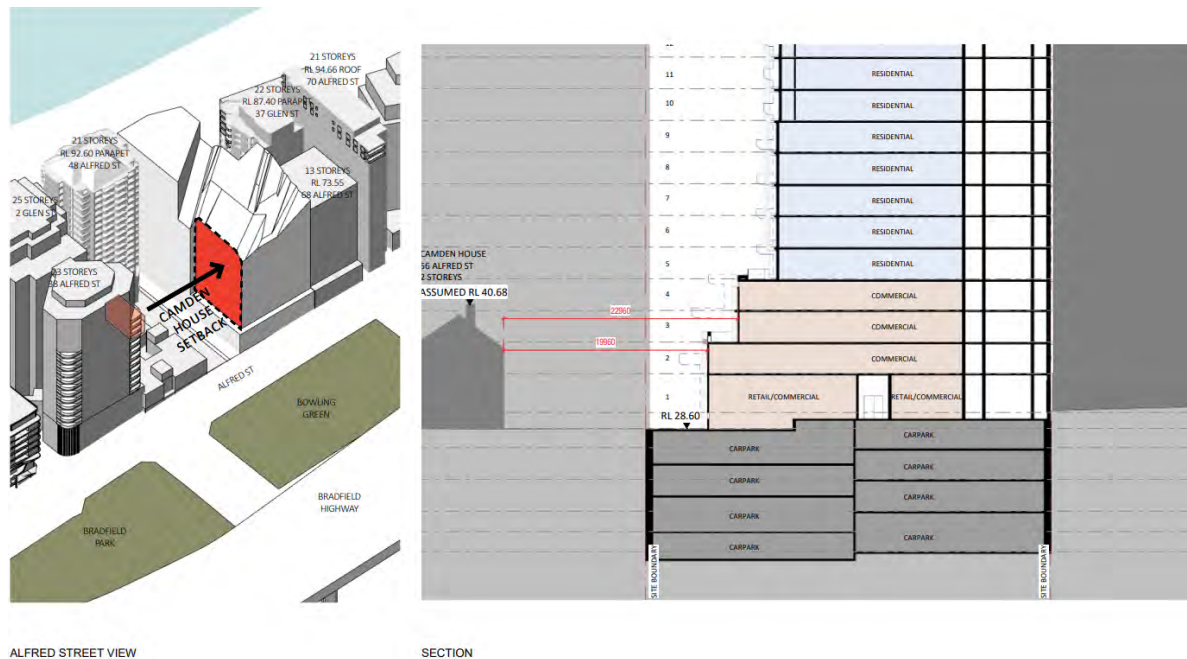 21 STOREYS
RL 94.66 ROOF
70 ALFRED ST
22 STOREYS
RL 87.40 PARAPET
37 GLEN ST
21 STOREYS
RL 92.60 PARAPET
48 ALFRED ST
13 STOREYS
RL 73.55
68 ALFRED ST
25 STOREYS
2 GLEN ST
38 ALFRED ST
CAMDEN
HOUSE
SETBACK
ALFRED ST
BOWLING
GREEN
BRADFIELD
HIGHWAY
BRADFIELD
PARK
ALFRED STREET VIEW
12
11
RESIDENTIAL
10
RESIDENTIAL
9
RESIDENTIAL
8
RESIDENTIAL
7
RESIDENTIAL
6
RESIDENTIAL
5
RESIDENTIAL
CAMDEN HOUSE
56 ALFRED ST
2 STOREYS
ASSUMED RL 40.68
4
COMMERCIAL
22960
3
COMMERCIAL
19960
2
COMMERCIAL
1
RETAIL/COMMERCIAL
RETAIL/COMMERCIAL
RL 28.60
CARPARK
CARPARK
CARPARK
CARPARK
CARPARK
CARPARK
CARPARK
CARPARK
SITE BOUNDARY
SITE BOUNDARY
SECTION